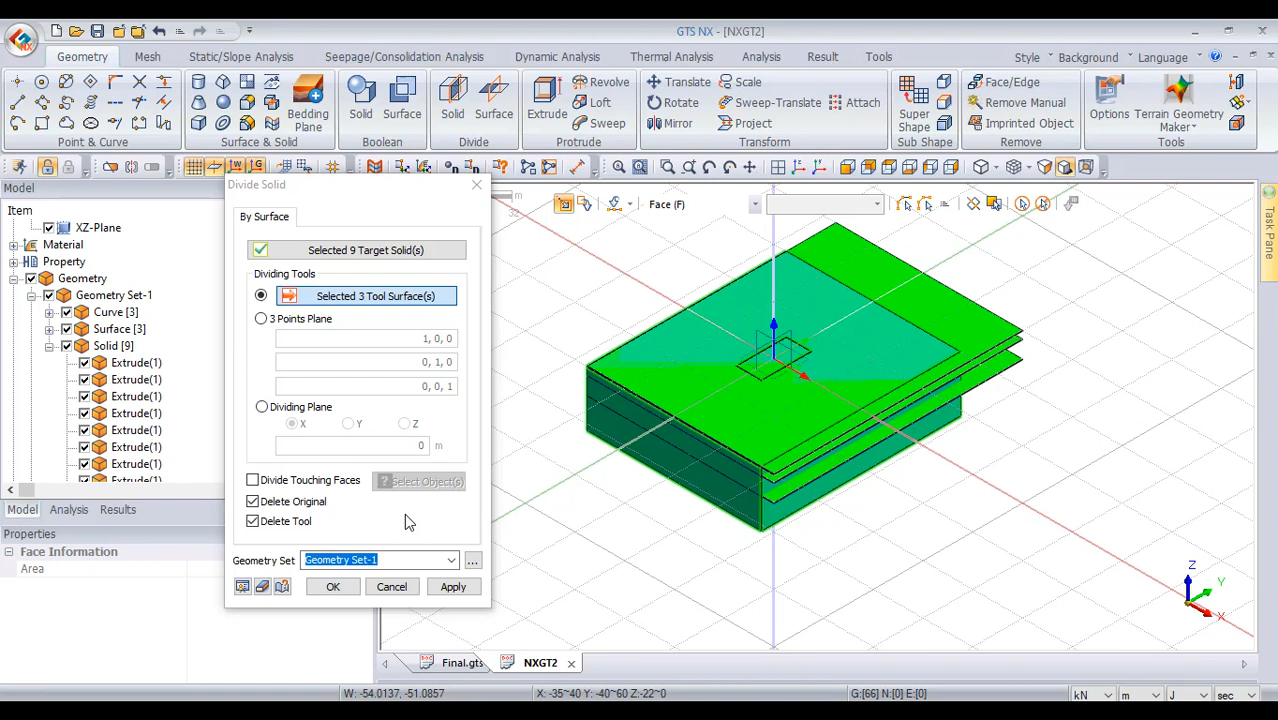 GTS NX - [NXGT2]
Geometry Mesh Static/Slope Analysis Seepage/Consolidation Analysis Dynamic Analysis Thermal Analysis Analysis Result Tools Style Background Language
Revolve Translate Scale Face/Edge
Loft Rotate Sweep-Translate Attach Remove Manual
Bedding Plane Solid Surface Solid Surface Extrude Sweep Mirror Project Super Shape Imprinted Options Terrain Geometry Maker
Point & Curve Surface & Solid Boolean Divide Protrude Transform Sub Shape Remove Tools
Model
Item
XZ-Plane
Material
Property
Geometry
Geometry Set-1
Curve [3]
Surface [3]
Solid [9]
Extrude(1)
Extrude(1)
Extrude(1)
Extrude(1)
Extrude(1)
Extrude(1)
Extrude(1)
Extrude(1)
Model Analysis Results
Properties
Face Information
Area
Divide Solid
By Surface
Selected 9 Target Solid(s)
Dividing Tools
Selected 3 Tool Surface(s)
3 Points Plane
1, 0, 0
0, 1, 0
0, 0, 1
Dividing Plane
X Y Z
0 m
Divide Touching Faces Select Object(s)
Delete Original
Delete Tool
Geometry Set Geometry Set-1 ...
OK Cancel Apply
m
32
Face (F)
Task Pane
Z
Y
X
Final.gts NXGT2
W: -54.0137, -51.0857 X: -35~40 Y: -40~60 Z:-22~0 G:[66] N:[0] E:[0] kN m J sec